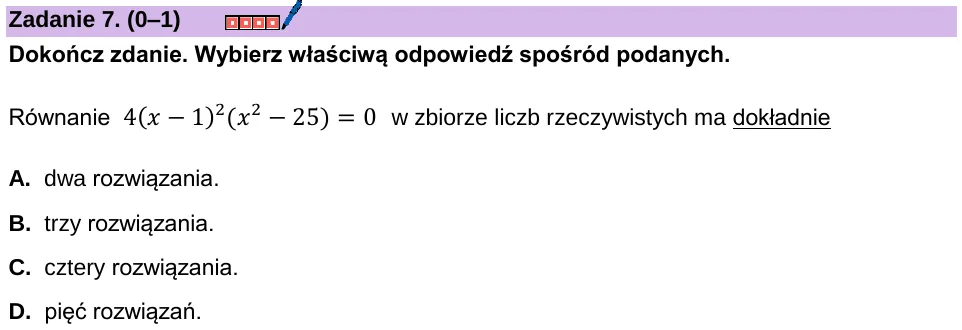 Zadanie 7. (0–1)
Dokończ zdanie. Wybierz właściwą odpowiedź spośród podanych.
Równanie 4(x − 1)²(x² − 25) = 0 w zbiorze liczb rzeczywistych ma dokładnie
A. dwa rozwiązania.
B. trzy rozwiązania.
C. cztery rozwiązania.
D. pięć rozwiązań.